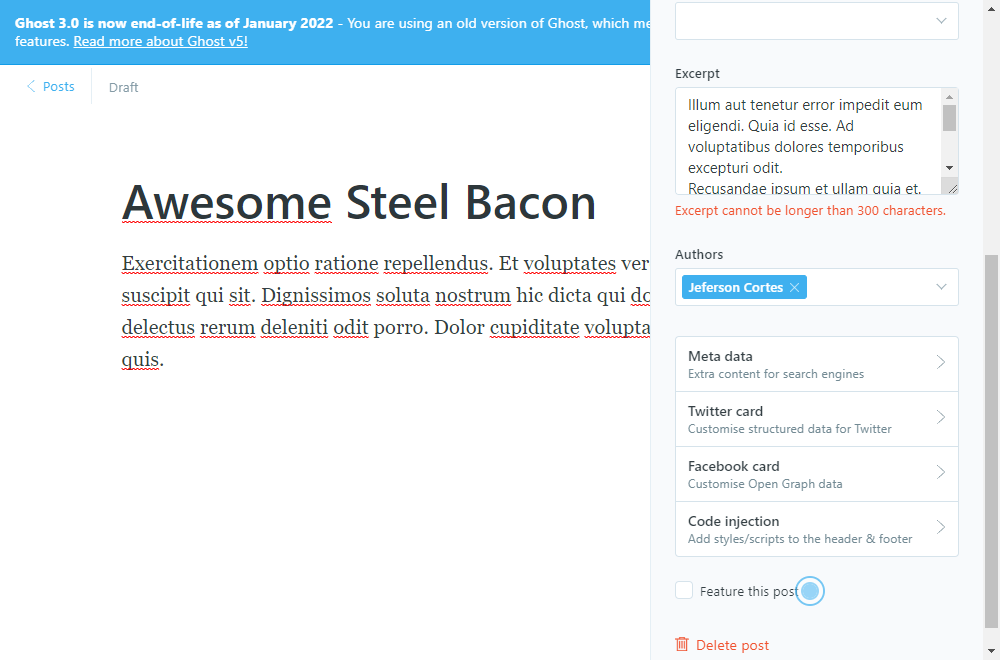 Ghost 3.0 is now end-of-life as of January 2022 - You are using an old version of Ghost, which
features. Read more about Ghost v5!
Posts
Draft
Awesome Steel Bacon
Exercitationem optio ratione repellendus. Et voluptates
suscipit qui sit. Dignissimos soluta nostrum hic dicta qui
delectus rerum deleniti odit porro. Dolor cupiditate
quis.
Excerpt
Illum aut tenetur error impedit eum
eligendi. Quia id esse. Ad
voluptatibus dolores temporibus
excepturi odit.
Recusandae ipsum et ullam quia et.
Excerpt cannot be longer than 300 characters.
Authors
Jeferson Cortes
Meta data
Extra content for search engines
Twitter card
Customise structured data for Twitter
Facebook card
Customise Open Graph data
Code injection
Add styles/scripts to the header & footer
Feature this post
Delete post